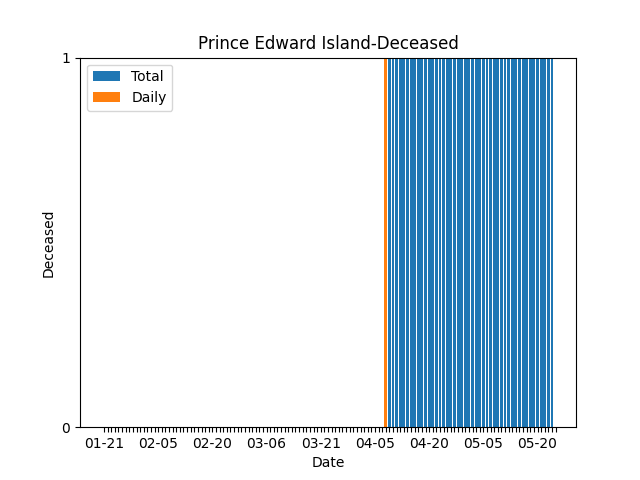 Prince Edward Island-Deceased
1
Total
Daily
Deceased
0
01-21 02-05 02-20 03-06 03-21 04-05 04-20 05-05 05-20
Date